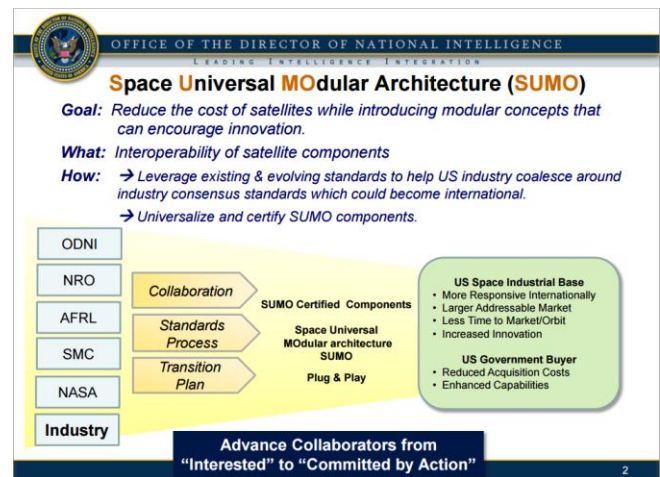 OFFICE OF THE DIRECTOR OF NATIONAL INTELLIGENCE
LEADING INTELLIGENCE INTEGRATION
Space Universal MOdular Architecture (SUMO)
Goal: Reduce the cost of satellites while introducing modular concepts that
can encourage innovation.
What: Interoperability of satellite components
How: → Leverage existing & evolving standards to help US industry coalesce around
industry consensus standards which could become international.
→ Universalize and certify SUMO components.
ODNI
NRO
AFRL
SMC
NASA
Industry
Collaboration
Standards
Process
Transition
Plan
SUMO Certified Components
Space Universal
MOdular architecture
SUMO
Plug & Play
US Space Industrial Base
• More Responsive Internationally
• Larger Addressable Market
• Less Time to Market/Orbit
• Increased Innovation
US Government Buyer
• Reduced Acquisition Costs
• Enhanced Capabilities
Advance Collaborators from
“Interested” to “Committed by Action”
2